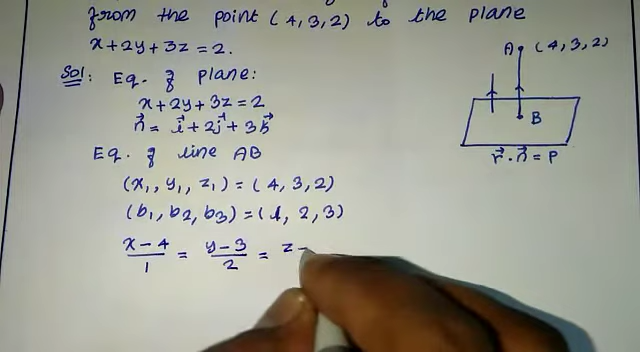 from the point (4,3,2) to the plane
x+2y+3z=2.
Sol: Eq. of plane:
x+2y+3z=2
n⃗ = i⃗+2j⃗+3k⃗
Eq. of line AB
(x₁, y₁, z₁) = (4, 3, 2)
(b₁, b₂, b₃) = (1, 2, 3)
x-4/1 = y-3/2 = z-
A (4,3,2)
B
r⃗.n⃗ = P